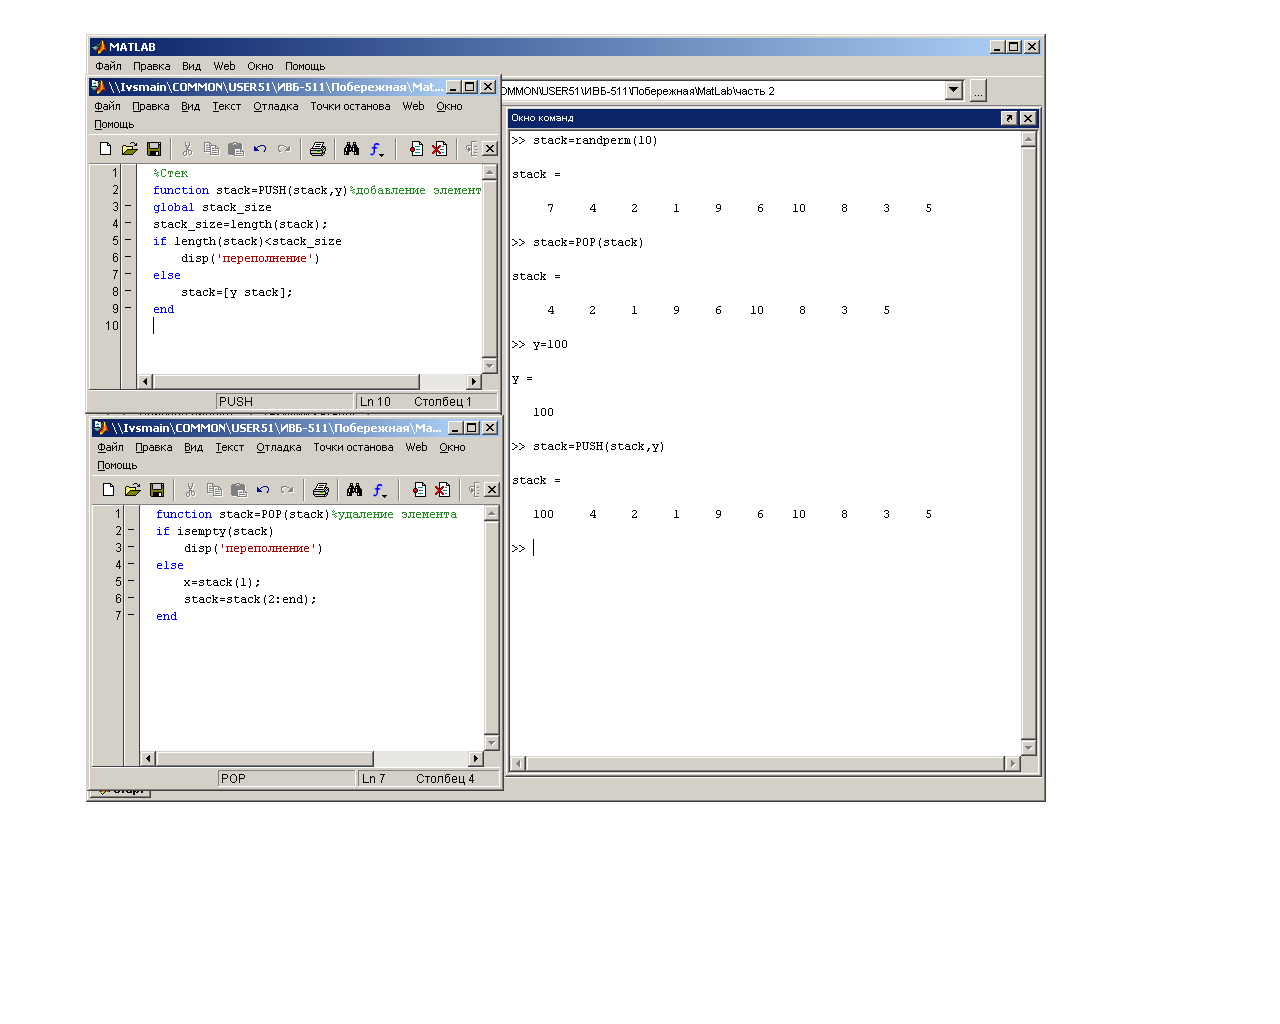 MATLAB
Файл Правка Вид Web Окно Помощь
\\Ivsmain\COMMON\USER51\ИВБ-511\Побережная\Mat...
OMMON\USER51\ИВБ-511\Побережная\MatLab\часть 2
...
Файл Правка Вид Текст Отладка Точки останова Web Окно
Помощь
1 %Стек
2 function stack=PUSH(stack,y)%добавление элемент
3 global stack_size
4 stack_size=length(stack);
5 if length(stack)<stack_size
6 disp('переполнение')
7 else
8 stack=[y stack];
9 end
10
PUSH Ln 10 Столбец 1
\\Ivsmain\COMMON\USER51\ИВБ-511\Побережная\Ma...
Файл Правка Вид Текст Отладка Точки останова Web Окно
Помощь
1 function stack=POP(stack)%удаление элемента
2 if isempty(stack)
3 disp('переполнение')
4 else
5 x=stack(1);
6 stack=stack(2:end);
7 end
POP Ln 7 Столбец 4
Start
Окно команд
>> stack=randperm(10)
stack =
7 4 2 1 9 6 10 8 3 5
>> stack=POP(stack)
stack =
4 2 1 9 6 10 8 3 5
>> y=100
y =
100
>> stack=PUSH(stack,y)
stack =
100 4 2 1 9 6 10 8 3 5
>>